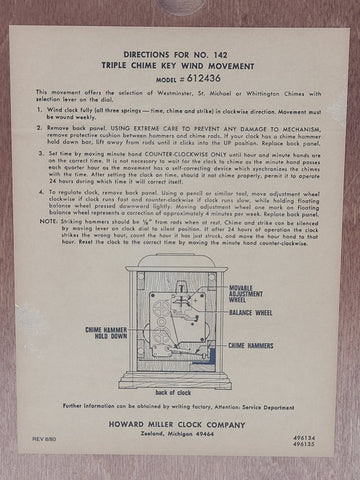 DIRECTIONS FOR NO. 142
TRIPLE CHIME KEY WIND MOVEMENT
MODEL # 612436
This movement offers the selection of Westminster, St. Michael or Whittington Chimes with
selection lever on the dial.
1. Wind clock fully (all three springs — time, chime and strike) in clockwise direction. Movement must
be wound weekly.
2. Remove back panel. USING EXTREME CARE TO PREVENT ANY DAMAGE TO MECHANISM,
remove protective cushion between hammers and chime rods. If your clock has a chime hammer
hold down bar, lift away from rods until it clicks into the UP position. Replace back panel.
3. Set time by moving minute hand COUNTER-CLOCKWISE ONLY until hour and minute hands are
on the correct time. It is not necessary to wait for the clock to chime as the minute hand passes
each quarter hour as the movement has a self-correcting device which synchronizes the chimes
with the time. After setting the clock on time, should it not chime properly, permit it to operate
24 hours during which time it will correct itself.
4. To regulate clock, remove back panel. Using a pencil or similar tool, move adjustment wheel
clockwise if clock runs fast and counter-clockwise if clock runs slow, while holding floating
balance wheel pressed downward lightly. Moving adjustment wheel one mark on floating
balance wheel represents a correction of approximately 4 minutes per week. Replace back panel.
NOTE: Striking hammers should be 1/8" from rods when at rest. Chime and strike can be silenced
by moving lever on clock dial to silent position. If after 24 hours of operation the clock
strikes the wrong hour, count the hour it has just struck, and move the hour hand to that
hour. Reset the clock to the correct time by moving the minute hand counter-clockwise.
MOVABLE
ADJUSTMENT
WHEEL
BALANCE WHEEL
CHIME HAMMER
HOLD DOWN
CHIME HAMMERS
back of clock
Further information can be obtained by writing factory, Attention: Service Department
HOWARD MILLER CLOCK COMPANY
Zeeland, Michigan 49464
REV 8/80
496134
496135